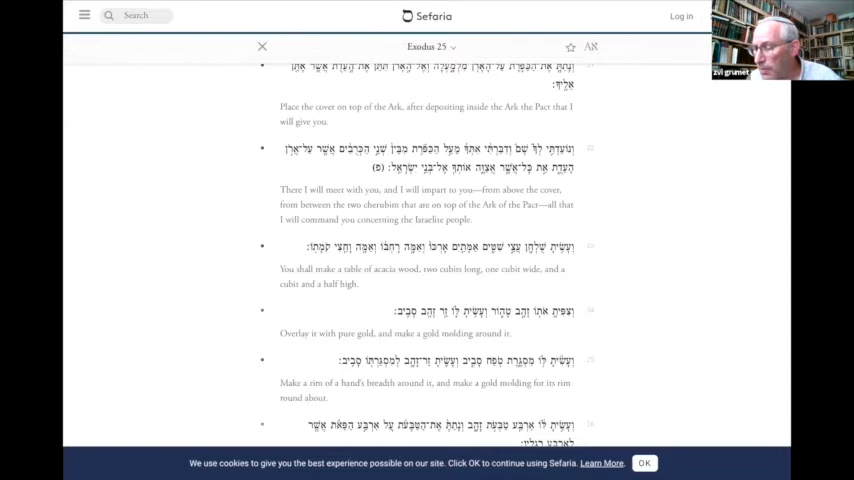 Search
Sefaria
Log in
Exodus 25
zvi grumet
וְנָתַתָּ֧ אֶת־הַכַּפֹּ֛רֶת עַל־הָאָרֹ֖ן מִלְמָ֑עְלָה וְאֶל־הָ֣אָרֹ֔ן תִּתֵּן֙ אֶת־הָ֣עֵדֻ֔ת אֲשֶׁ֥ר אֶתֵּ֖ן
אֵלֶֽיךָ׃
Place the cover on top of the Ark, after depositing inside the Ark the Pact that I
will give you.
22
וְנוֹעַדְתִּ֣י לְךָ֮ שָׁם֒ וְדִבַּרְתִּ֨י אִתְּךָ֜ מֵעַ֣ל הַכַּפֹּ֗רֶת מִבֵּין֙ שְׁנֵ֣י הַכְּרֻבִ֔ים אֲשֶׁ֖ר עַל־אֲר֣וֹן
הָעֵדֻ֑ת אֵ֣ת כׇּל־אֲשֶׁ֧ר אֲצַוֶּ֛ה אוֹתְךָ֖ אֶל־בְּנֵ֥י יִשְׂרָאֵֽל׃ (פ)
There I will meet with you, and I will impart to you—from above the cover,
from between the two cherubim that are on top of the Ark of the Pact—all that
I will command you concerning the Israelite people.
23
וְעָשִׂ֥יתָ שֻׁלְחָ֖ן עֲצֵ֣י שִׁטִּ֑ים אַמָּתַ֤יִם אׇרְכּוֹ֙ וְאַמָּ֣ה רׇחְבּ֔וֹ וְאַמָּ֥ה וָחֵ֖צִי קֹמָתֽוֹ׃
You shall make a table of acacia wood, two cubits long, one cubit wide, and a
cubit and a half high.
24
וְצִפִּיתָ֥ אֹת֖וֹ זָהָ֣ב טָה֑וֹר וְעָשִׂ֥יתָ לּ֛וֹ זֵ֥ר זָהָ֖ב סָבִֽיב׃
Overlay it with pure gold, and make a gold molding around it.
25
וְעָשִׂ֨יתָ לּ֥וֹ מִסְגֶּ֛רֶת טֹ֖פַח סָבִ֑יב וְעָשִׂ֧יתָ זֵר־זָהָ֛ב לְמִסְגַּרְתּ֖וֹ סָבִֽיב׃
Make a rim of a hand's breadth around it, and make a gold molding for its rim
round about.
26
וְעָשִׂ֣יתָ לּ֔וֹ אַרְבַּ֖ע טַבְּעֹ֣ת זָהָ֑ב וְנָתַתָּ֙ אֶת־הַטַּבָּעֹ֔ת עַ֚ל אַרְבַּ֣ע הַפֵּאֹ֔ת אֲשֶׁ֖ר
לְאַרְבַּ֥ע רַגְלָֽיו׃
We use cookies to give you the best experience possible on our site. Click OK to continue using Sefaria. Learn More. OK